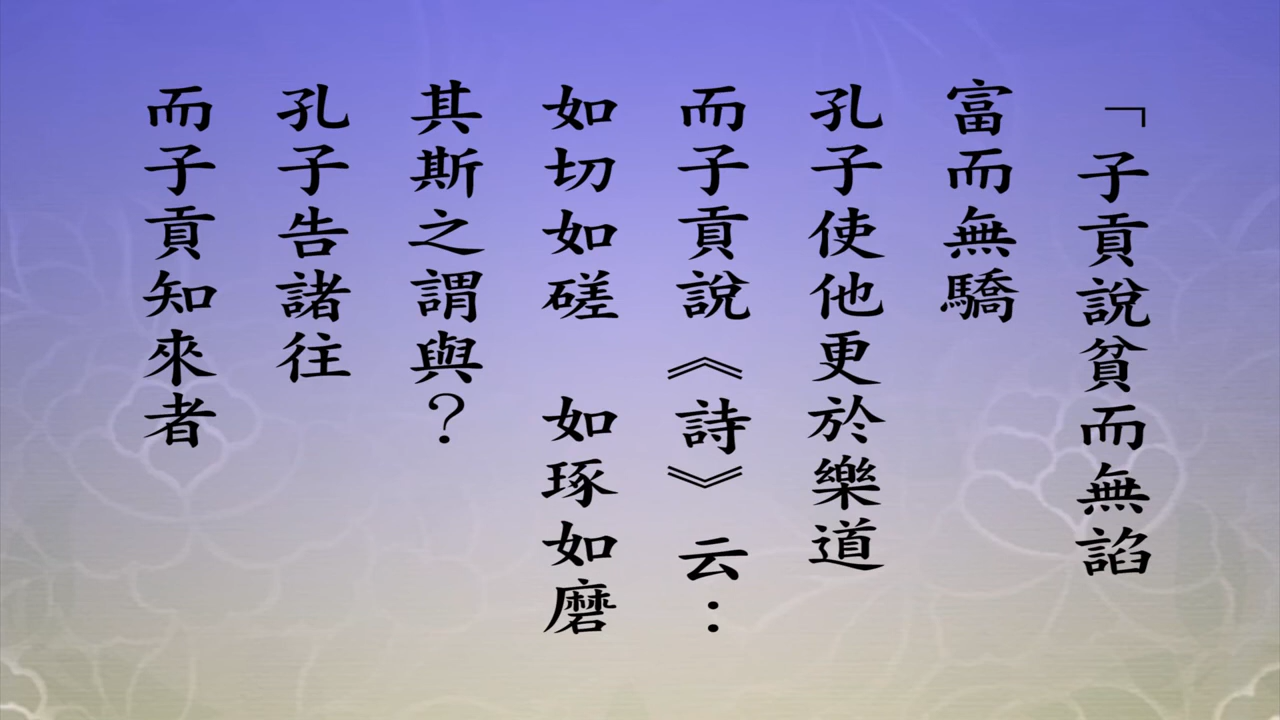 「子貢說貧而無諂
富而無驕
孔子使他更於樂道
而子貢說《詩》云：
如切如磋　如琢如磨
其斯之謂與？
孔子告諸往
而子貢知來者